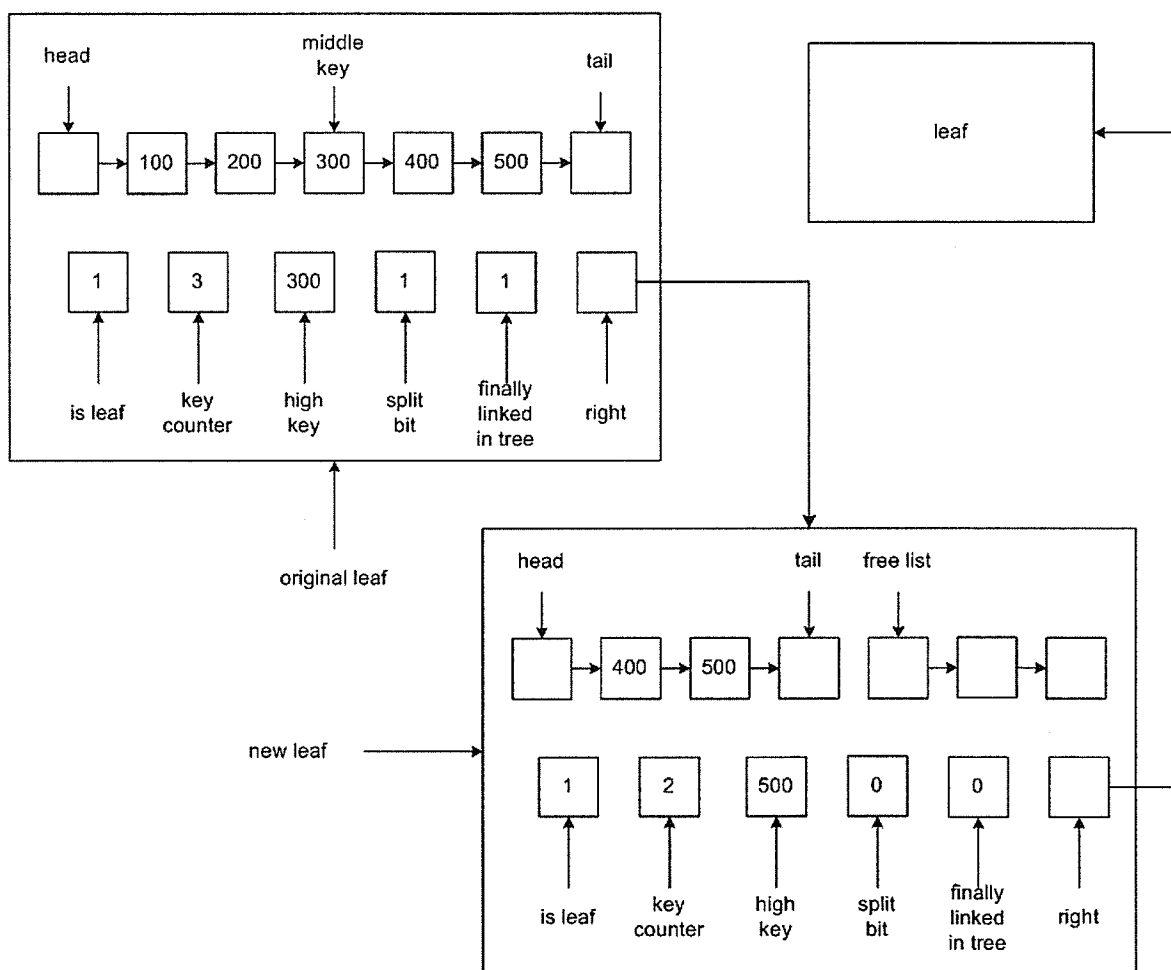 head
middle
key
tail
100
200
300
400
500
leaf
1
3
300
1
1
is leaf
key
counter
high
key
split
bit
finally
linked
in tree
right
original leaf
head
tail
free list
400
500
new leaf
1
2
500
0
0
is leaf
key
counter
high
key
split
bit
finally
linked
in tree
right